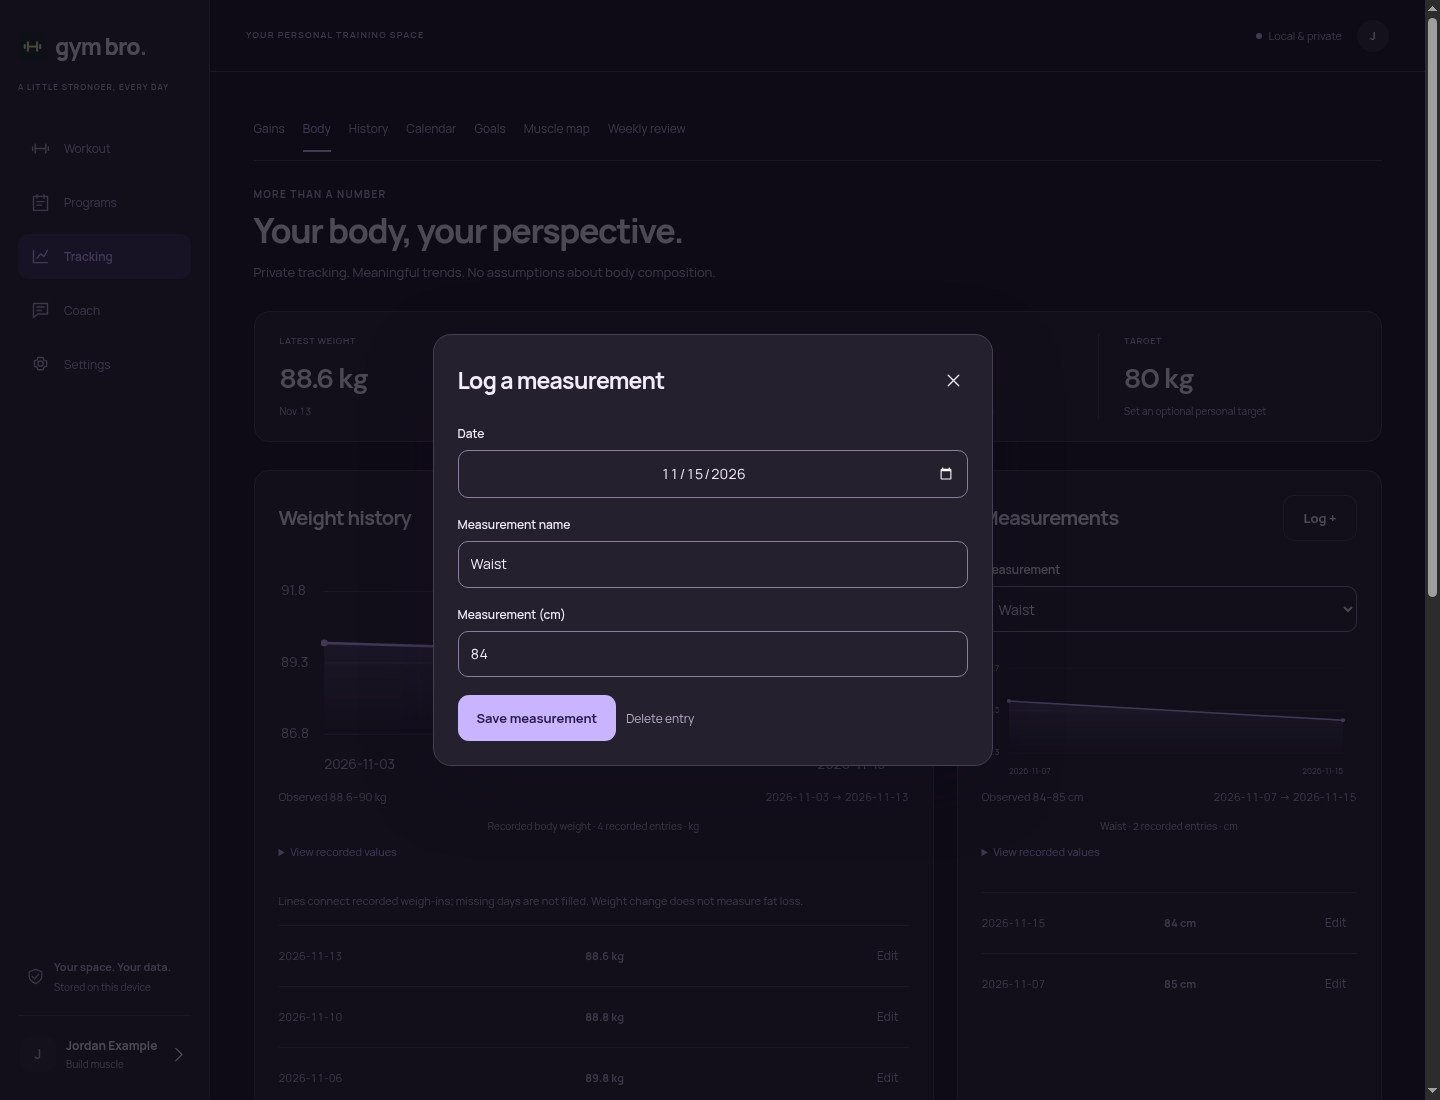 gym bro.
A LITTLE STRONGER, EVERY DAY
Workout
Programs
Tracking
Coach
Settings
Your space. Your data.
Stored on this device
J
Jordan Example
Build muscle
YOUR PERSONAL TRAINING SPACE
Local & private
J
Gains
Body
History
Calendar
Goals
Muscle map
Weekly review
MORE THAN A NUMBER
Your body, your perspective.
Private tracking. Meaningful trends. No assumptions about body composition.
LATEST WEIGHT
88.6 kg
Nov 13
TARGET
80 kg
Set an optional personal target
Log a measurement
Date
11/15/2026
Measurement name
Waist
Measurement (cm)
84
Save measurement
Delete entry
Weight history
91.8
89.3
86.8
2026-11-03
Observed 88.6–90 kg
2026-11-03 → 2026-11-13
Recorded body weight · 4 recorded entries · kg
View recorded values
Lines connect recorded weigh-ins; missing days are not filled. Weight change does not measure fat loss.
2026-11-13
88.6 kg
Edit
2026-11-10
88.8 kg
Edit
2026-11-06
89.8 kg
Edit
Measurements
Log +
Waist
2026-11-07
2026-11-15
Observed 84–85 cm
2026-11-07 → 2026-11-15
Waist · 2 recorded entries · cm
View recorded values
2026-11-15
84 cm
Edit
2026-11-07
85 cm
Edit